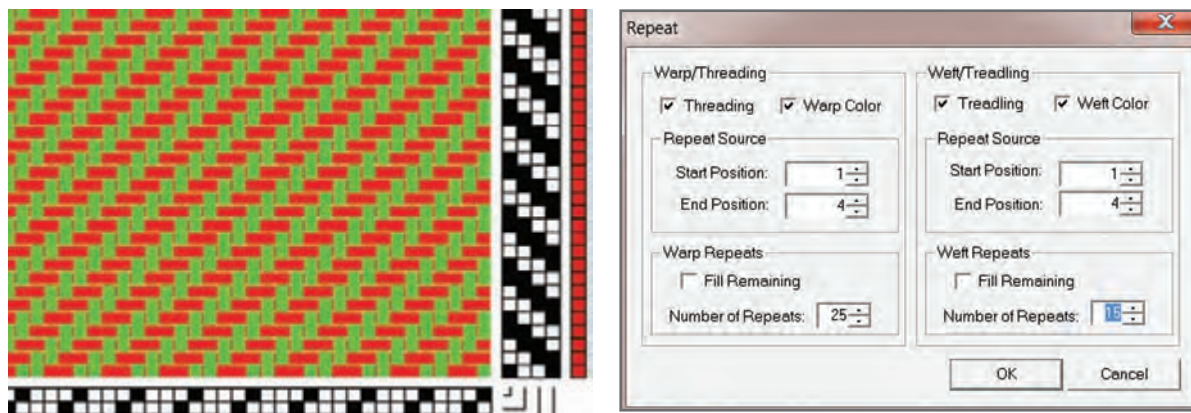 Repeat
Warp/Threading
Threading Warp Color
Repeat Source
Start Position: 1
End Position: 4
Warp Repeats
Fill Remaining
Number of Repeats: 25
Weft/Treadling
Treadling Weft Color
Repeat Source
Start Position: 1
End Position: 4
Weft Repeats
Fill Remaining
Number of Repeats: 15
OK Cancel